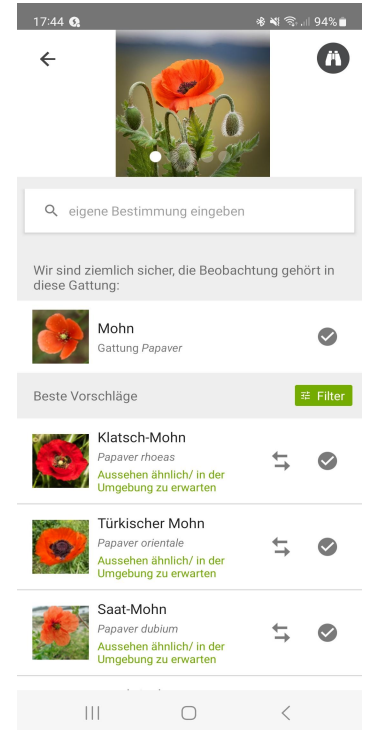 17:44
94%
eigene Bestimmung eingeben
Wir sind ziemlich sicher, die Beobachtung gehört in
diese Gattung:
Mohn
Gattung Papaver
Beste Vorschläge
Filter
Klatsch-Mohn
Papaver rhoeas
Aussehen ähnlich/ in der
Umgebung zu erwarten
Türkischer Mohn
Papaver orientale
Aussehen ähnlich/ in der
Umgebung zu erwarten
Saat-Mohn
Papaver dubium
Aussehen ähnlich/ in der
Umgebung zu erwarten